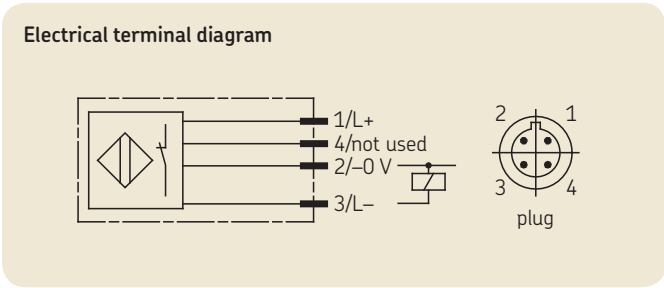 Electrical terminal diagram
1/L+
4/not used
2/–0 V
3/L–
2 1
3 4
plug